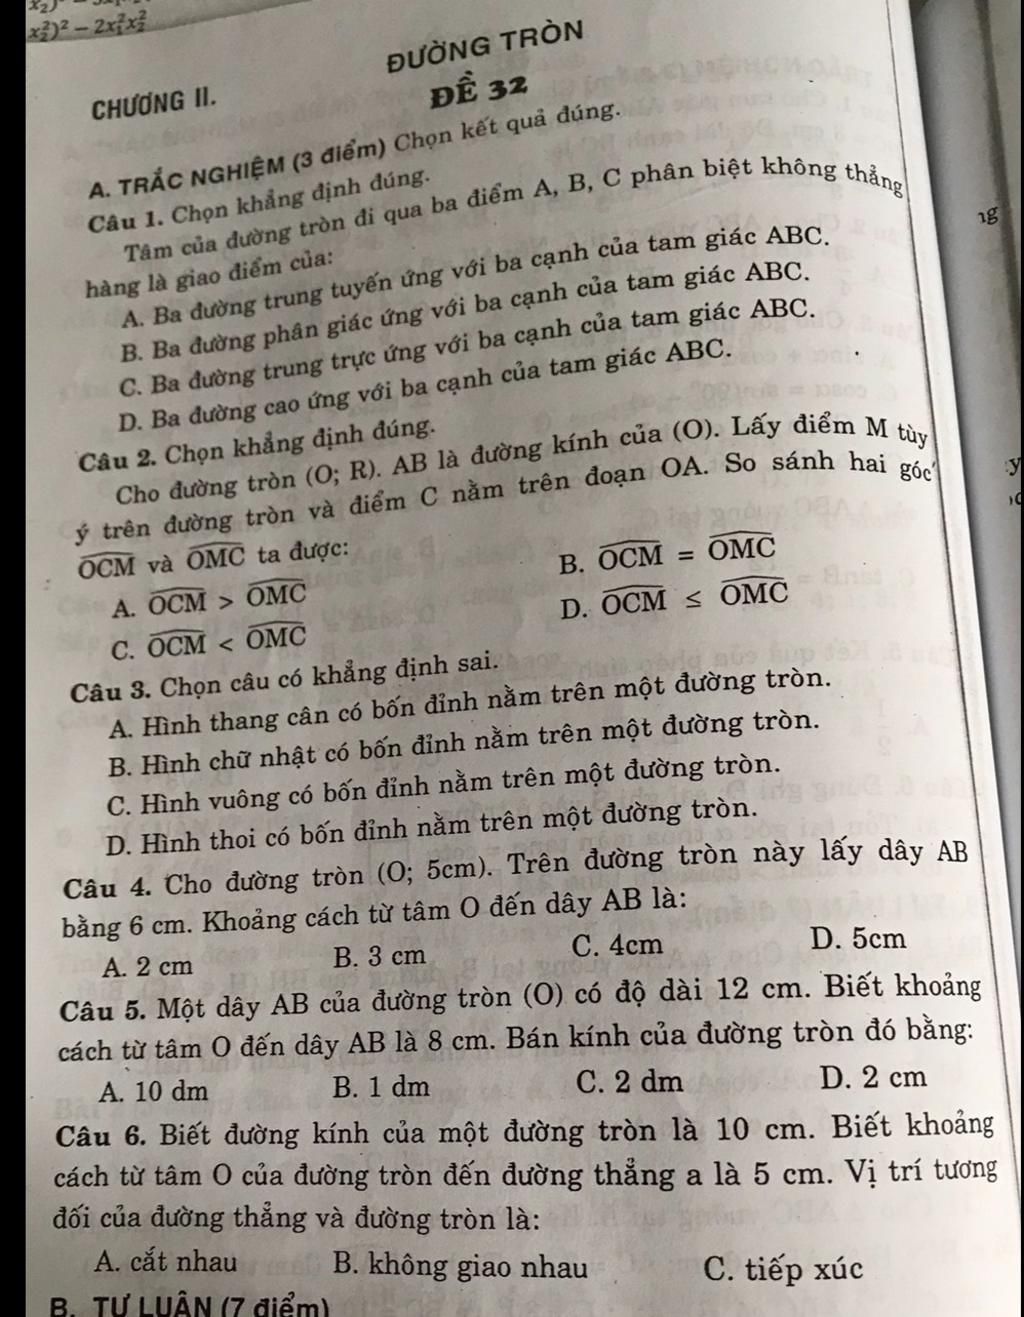 x₂²)² – 2x₁²x₂²
ĐƯỜNG TRÒN
CHƯƠNG II.
ĐỀ 32
A. TRẮC NGHIỆM (3 điểm) Chọn kết quả đúng.
Câu 1. Chọn khẳng định đúng.
Tâm của đường tròn đi qua ba điểm A, B, C phân biệt không thẳng
hàng là giao điểm của:
A. Ba đường trung tuyến ứng với ba cạnh của tam giác ABC.
B. Ba đường phân giác ứng với ba cạnh của tam giác ABC.
C. Ba đường trung trực ứng với ba cạnh của tam giác ABC.
D. Ba đường cao ứng với ba cạnh của tam giác ABC.
Câu 2. Chọn khẳng định đúng.
Cho đường tròn (O; R). AB là đường kính của (O). Lấy điểm M tùy
ý trên đường tròn và điểm C nằm trên đoạn OA. So sánh hai góc
OCM và OMC ta được:
A. OCM > OMC B. OCM = OMC
C. OCM < OMC D. OCM ≤ OMC
Câu 3. Chọn câu có khẳng định sai.
A. Hình thang cân có bốn đỉnh nằm trên một đường tròn.
B. Hình chữ nhật có bốn đỉnh nằm trên một đường tròn.
C. Hình vuông có bốn đỉnh nằm trên một đường tròn.
D. Hình thoi có bốn đỉnh nằm trên một đường tròn.
Câu 4. Cho đường tròn (O; 5cm). Trên đường tròn này lấy dây AB
bằng 6 cm. Khoảng cách từ tâm O đến dây AB là:
A. 2 cm B. 3 cm C. 4cm D. 5cm
Câu 5. Một dây AB của đường tròn (O) có độ dài 12 cm. Biết khoảng
cách từ tâm O đến dây AB là 8 cm. Bán kính của đường tròn đó bằng:
A. 10 dm B. 1 dm C. 2 dm D. 2 cm
Câu 6. Biết đường kính của một đường tròn là 10 cm. Biết khoảng
cách từ tâm O của đường tròn đến đường thẳng a là 5 cm. Vị trí tương
đối của đường thẳng và đường tròn là:
A. cắt nhau B. không giao nhau C. tiếp xúc
B. TỰ LUẬN (7 điểm)